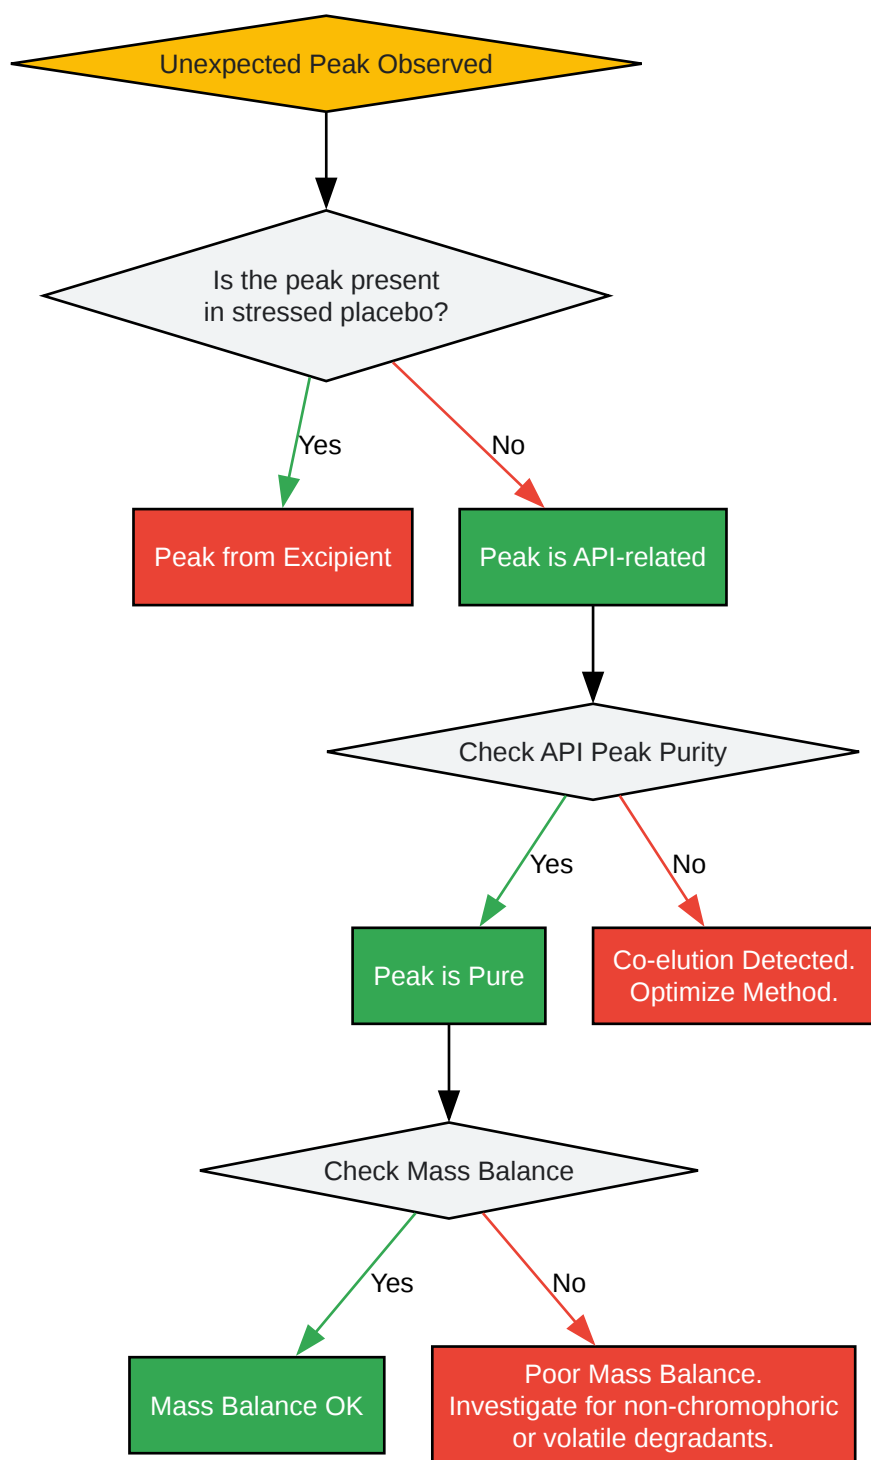 Unexpected Peak Observed
Is the peak present
in stressed placebo?
Yes
No
Peak from Excipient
Peak is API-related
Check API Peak Purity
Yes
No
Peak is Pure
Co-elution Detected.
Optimize Method.
Check Mass Balance
Yes
No
Mass Balance OK
Poor Mass Balance.
Investigate for non-chromophoric
or volatile degradants.